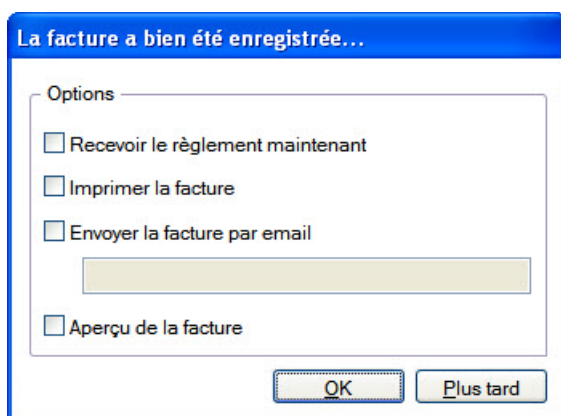 La facture a bien été enregistrée...
Options
Recevoir le règlement maintenant
Imprimer la facture
Envoyer la facture par email
Aperçu de la facture
OK Plus tard